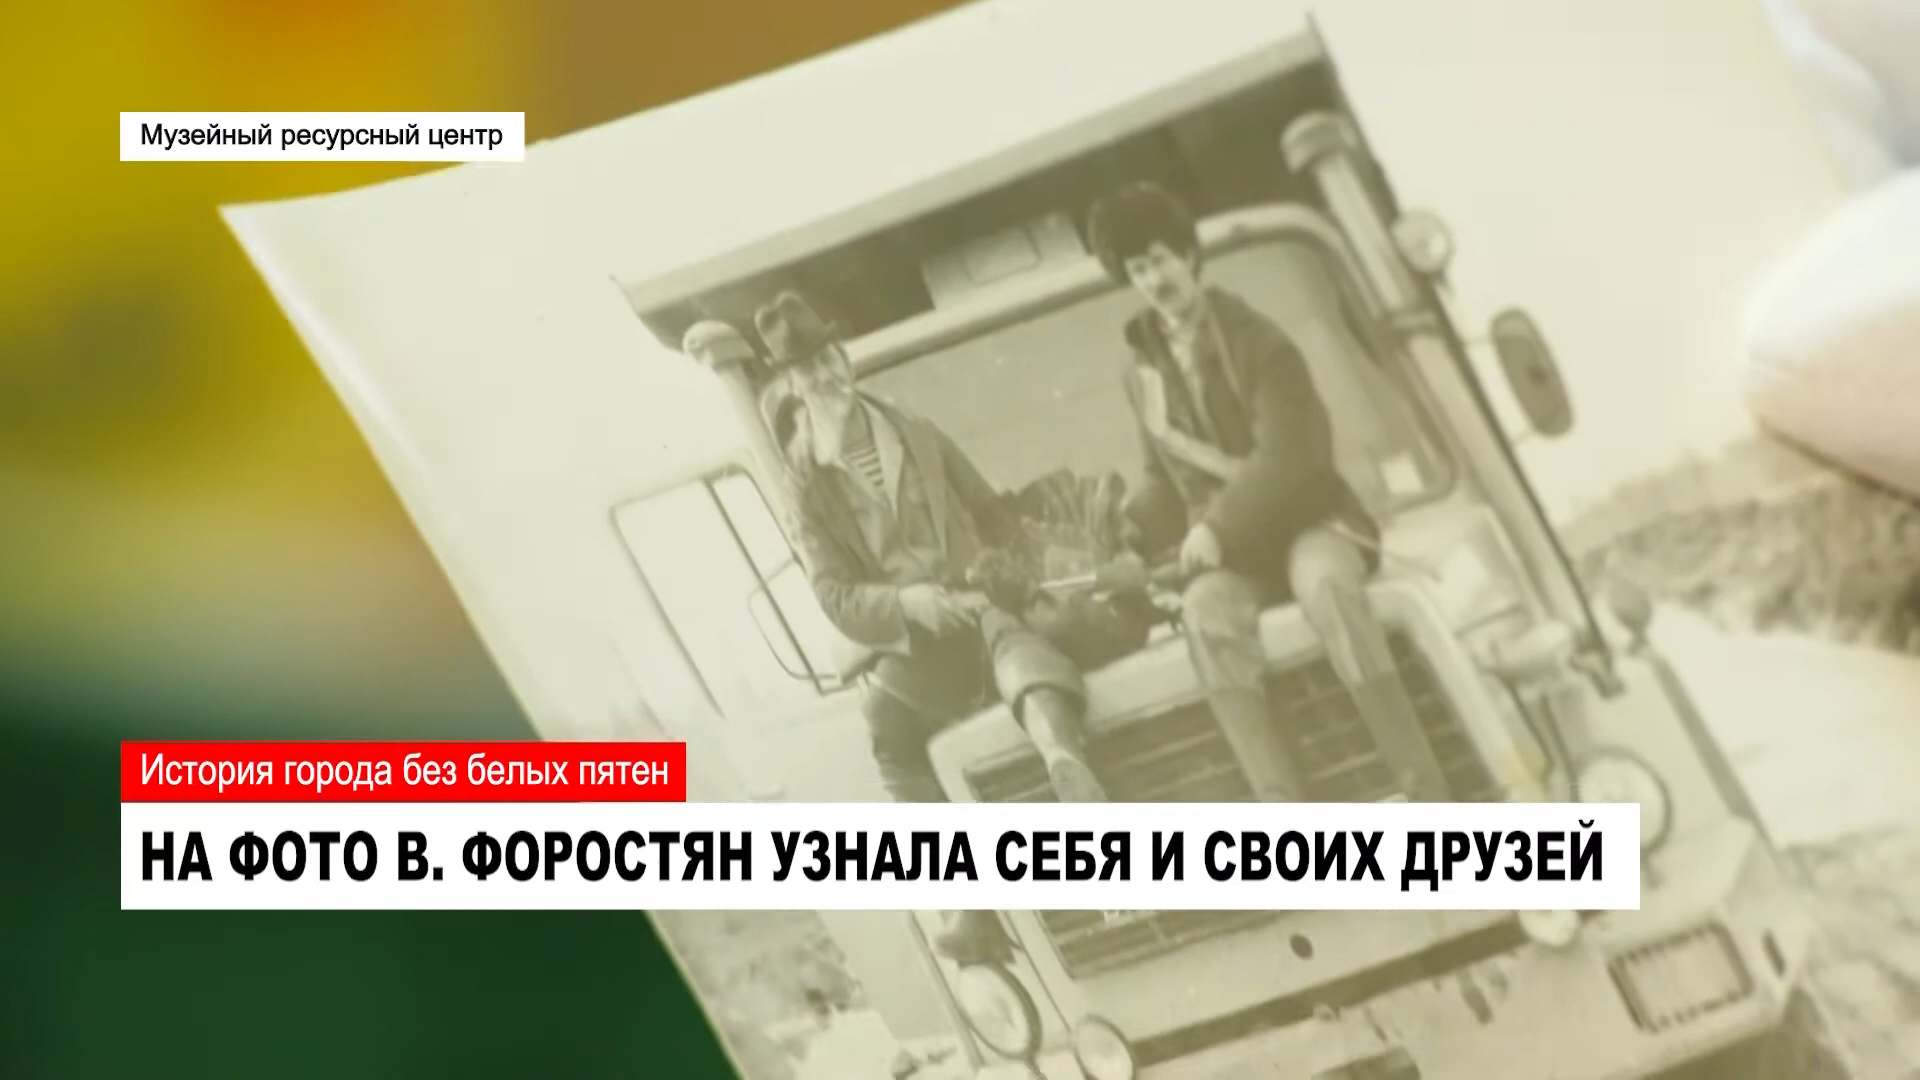 Музейный ресурсный центр
История города без белых пятен
НА ФОТО В. ФОРОСТЯН УЗНАЛА СЕБЯ И СВОИХ ДРУЗЕЙ